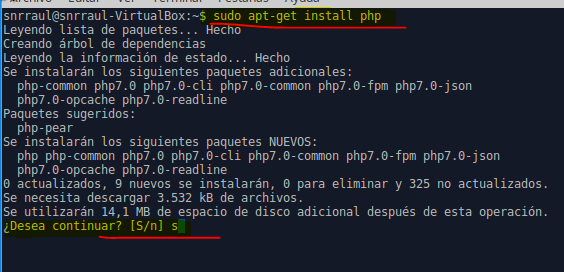 snrraul@snrraul-VirtualBox:~$ sudo apt-get install php
Leyendo lista de paquetes... Hecho
Creando árbol de dependencias
Leyendo la información de estado... Hecho
Se instalarán los siguientes paquetes adicionales:
  php-common php7.0 php7.0-cli php7.0-common php7.0-fpm php7.0-json
  php7.0-opcache php7.0-readline
Paquetes sugeridos:
  php-pear
Se instalarán los siguientes paquetes NUEVOS:
  php php-common php7.0 php7.0-cli php7.0-common php7.0-fpm php7.0-json
  php7.0-opcache php7.0-readline
0 actualizados, 9 nuevos se instalarán, 0 para eliminar y 325 no actualizados.
Se necesita descargar 3.532 kB de archivos.
Se utilizarán 14,1 MB de espacio de disco adicional después de esta operación.
¿Desea continuar? [S/n] s